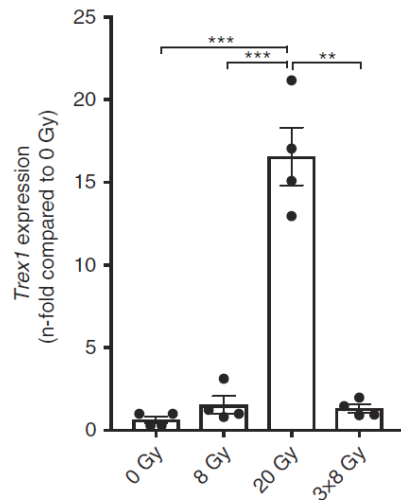 25
***
*** **
20
15
10
5
0
Trex1 expression
(n-fold compared to 0 Gy)
0 Gy
8 Gy
20 Gy
3×8 Gy